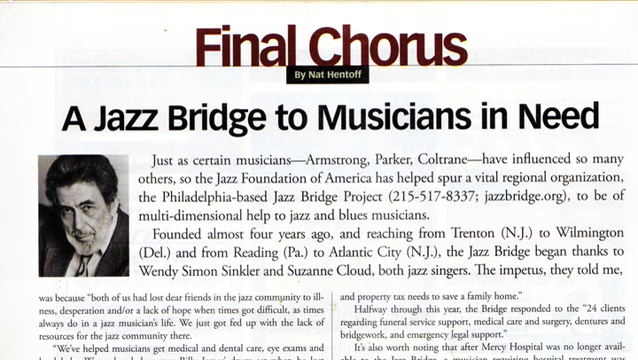 Final Chorus
By Nat Hentoff
A Jazz Bridge to Musicians in Need
Just as certain musicians—Armstrong, Parker, Coltrane—have influenced so many
others, so the Jazz Foundation of America has helped spur a vital regional organization,
the Philadelphia-based Jazz Bridge Project (215-517-8337; jazzbridge.org), to be of
multi-dimensional help to jazz and blues musicians.
Founded almost four years ago, and reaching from Trenton (N.J.) to Wilmington
(Del.) and from Reading (Pa.) to Atlantic City (N.J.), the Jazz Bridge began thanks to
Wendy Simon Sinkler and Suzanne Cloud, both jazz singers. The impetus, they told me,
was because “both of us had lost dear friends in the jazz community to ill-
ness, desperation and/or a lack of hope when times got difficult, as times
always do in a jazz musician’s life. We just got fed up with the lack of
resources for the jazz community there.
“We’ve helped musicians get medical and dental care, eye exams and
and property tax needs to save a family home.”
Halfway through this year, the Bridge responded to the “24 clients
regarding funeral service support, medical care and surgery, dentures and
bridgework, and emergency legal support.”
It’s also worth noting that after Mercy Hospital was no longer avail-